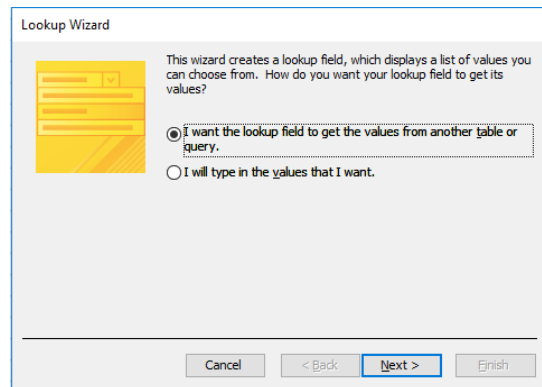 Lookup Wizard
This wizard creates a lookup field, which displays a list of values you
can choose from.  How do you want your lookup field to get its
values?
I want the lookup field to get the values from another table or
query.
I will type in the values that I want.
Cancel
< Back
Next >
Finish